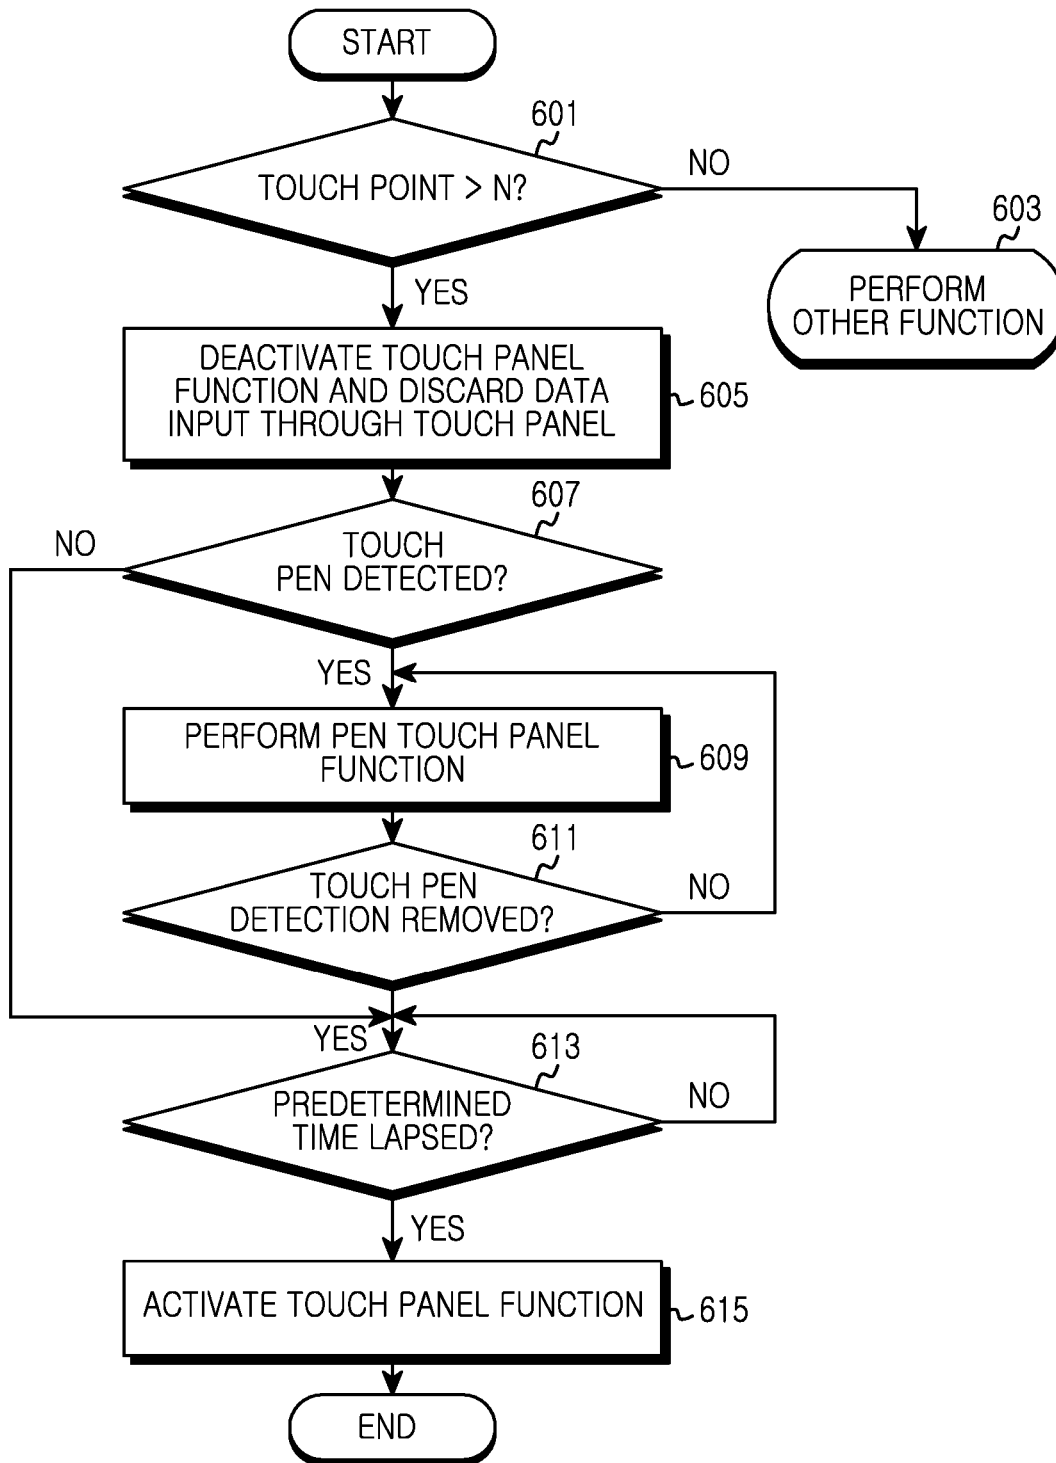 START
601
TOUCH POINT > N?
NO
603
PERFORM
OTHER FUNCTION
YES
DEACTIVATE TOUCH PANEL
FUNCTION AND DISCARD DATA
INPUT THROUGH TOUCH PANEL
605
607
NO
TOUCH
PEN DETECTED?
YES
PERFORM PEN TOUCH PANEL
FUNCTION
609
611
TOUCH PEN
DETECTION REMOVED?
NO
YES
613
PREDETERMINED
TIME LAPSED?
NO
YES
ACTIVATE TOUCH PANEL FUNCTION
615
END